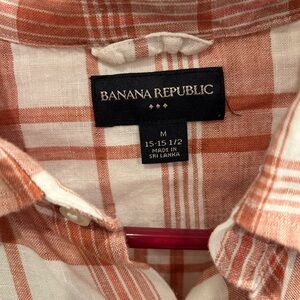 BANANA REPUBLIC
M
15-15 1/2
MADE IN
SRI LANKA